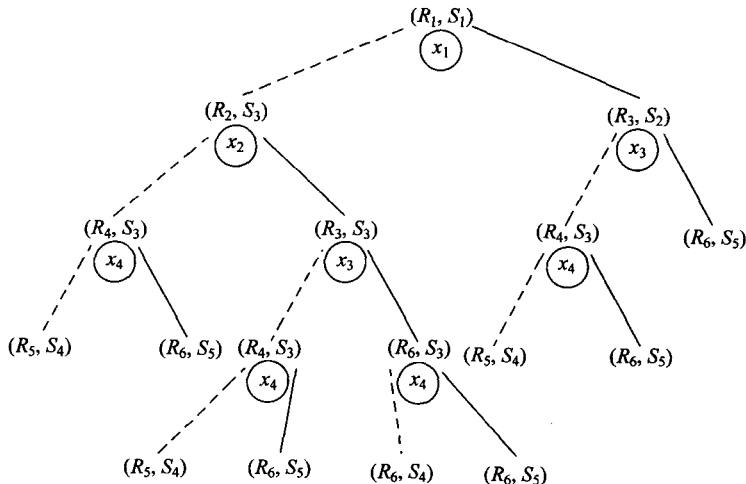 (R₁, S₁)
x₁
(R₂, S₃) (R₃, S₂)
x₂ x₃
(R₄, S₃) (R₃, S₃) (R₄, S₃) (R₆, S₅)
x₄ x₃ x₄
(R₅, S₄) (R₆, S₅) (R₄, S₃) (R₆, S₃) (R₅, S₄) (R₆, S₅)
x₄ x₄
(R₅, S₄) (R₆, S₅) (R₆, S₄) (R₆, S₅)